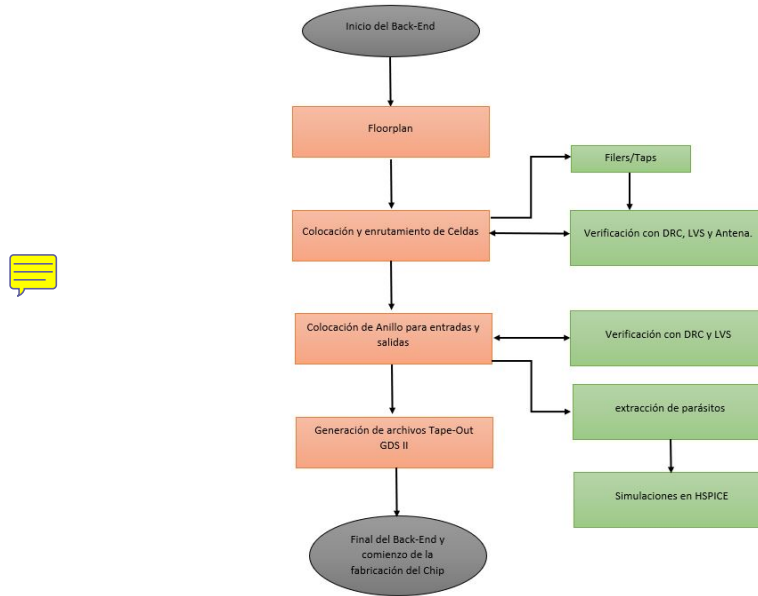 Inicio del Back-End
Floorplan
Filers/Taps
Colocación y enrutamiento de Celdas
Verificación con DRC, LVS y Antena.
Colocación de Anillo para entradas y
salidas
Verificación con DRC y LVS
extracción de parásitos
Generación de archivos Tape-Out
GDS II
Simulaciones en HSPICE
Final del Back-End y
comienzo de la
fabricación del Chip